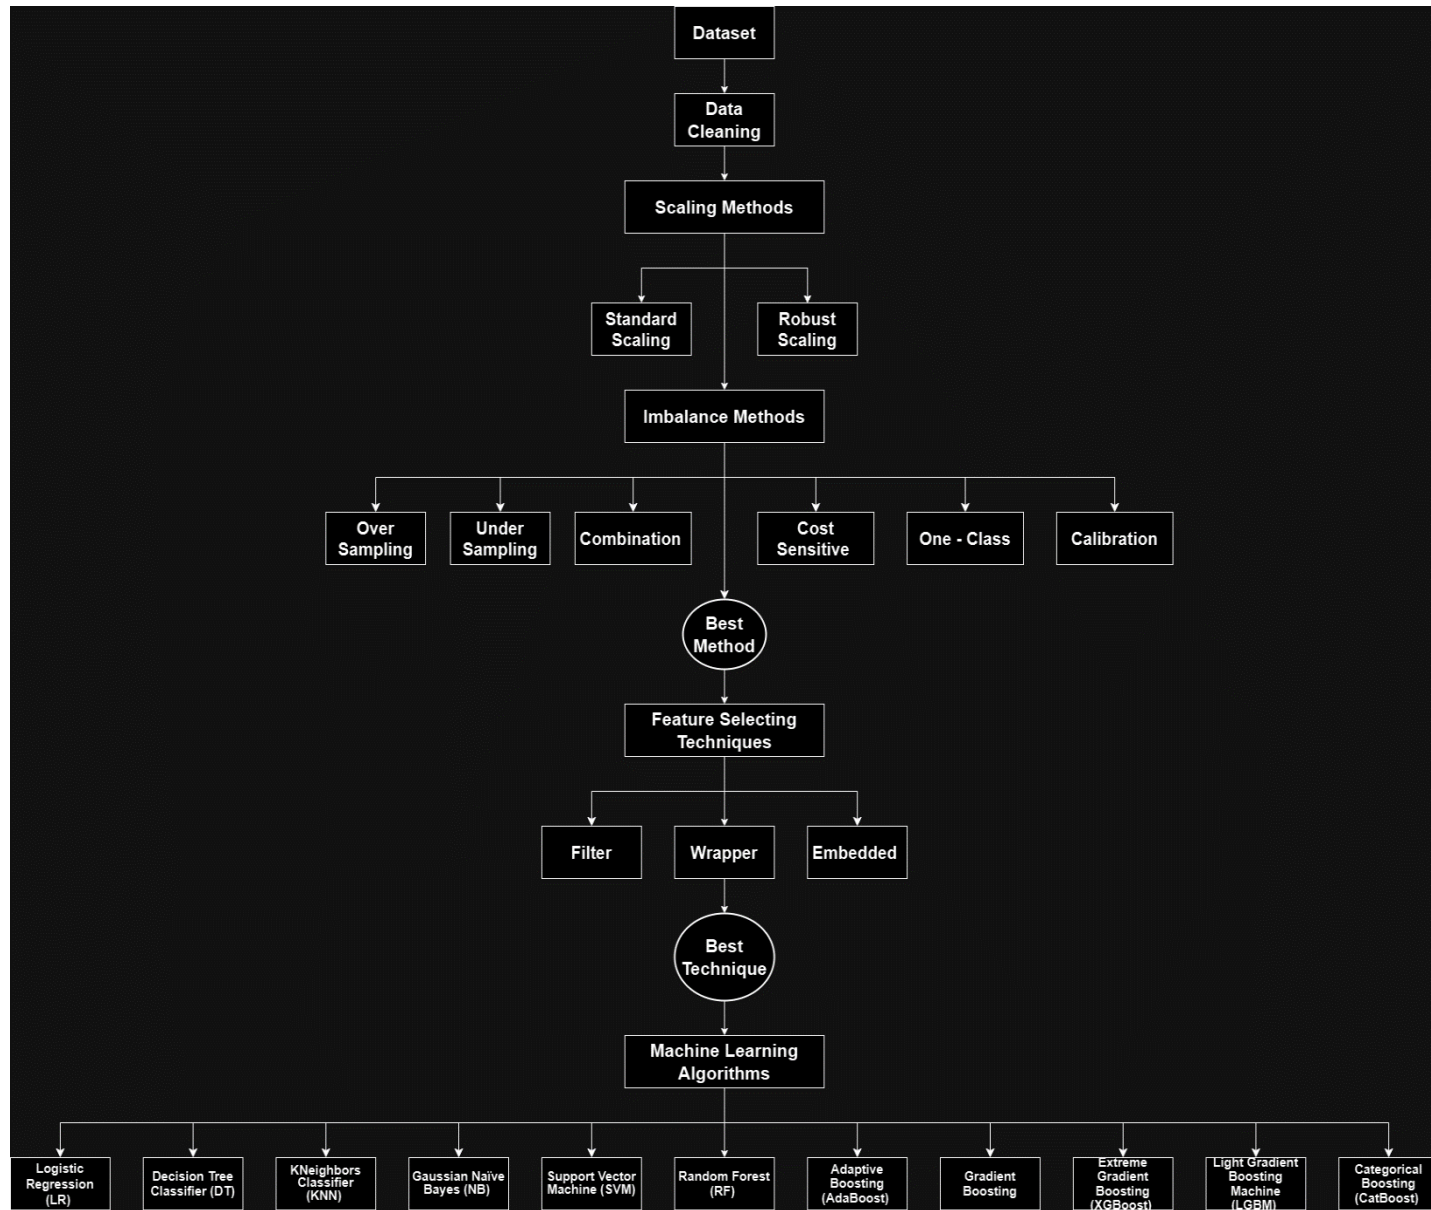 Dataset
Data
Cleaning
Scaling Methods
Standard
Scaling
Robust
Scaling
Imbalance Methods
Over
Sampling
Under
Sampling
Combination
Cost
Sensitive
One - Class
Calibration
Best
Method
Feature Selecting
Techniques
Filter
Wrapper
Embedded
Best
Technique
Machine Learning
Algorithms
Logistic
Regression
(LR)
Decision Tree
Classifier (DT)
KNeighbors
Classifier
(KNN)
Gaussian Naïve
Bayes (NB)
Support Vector
Machine (SVM)
Random Forest
(RF)
Adaptive
Boosting
(AdaBoost)
Gradient
Boosting
Extreme
Gradient
Boosting
(XGBoost)
Light Gradient
Boosting
Machine
(LGBM)
Categorical
Boosting
(CatBoost)